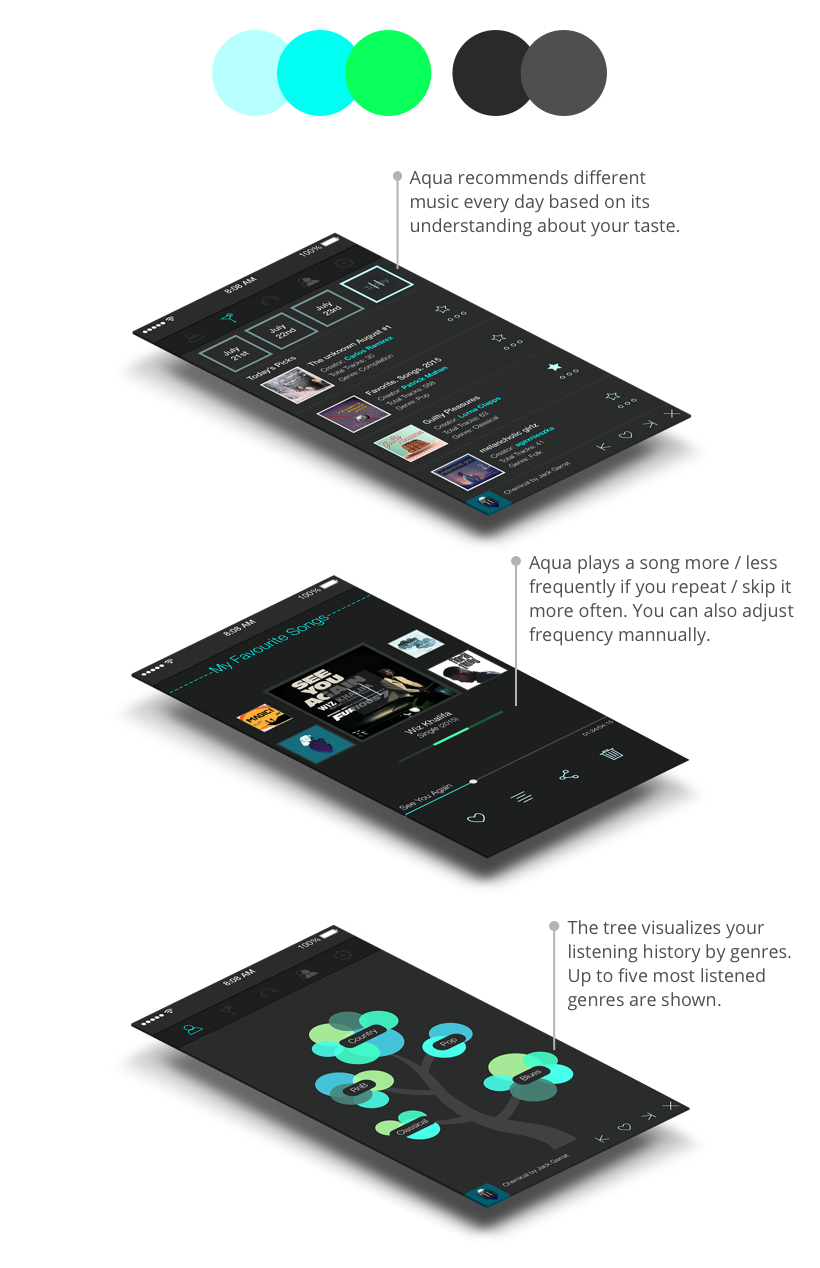 Aqua recommends different
music every day based on its
understanding about your taste.
100%
8:08 AM
July
23rd
July
22nd
July
21st
Today's Picks
The unknown August #1
Creator: Carlos Ramirez
Total Tracks: 30
Genre: Compilation
Favorite. Songs. 2015
Creator: Patrick Mahan
Total Tracks: 588
Genre: Pop
Guilty Pleasures
Creator: Lorna Clapps
Total Tracks: 63
Genre: Classical
melancholic girlz
Creator: agexnieszka
Total Tracks: 41
Genre: Folk
Chemical by Jack Garrat
Aqua plays a song more / less
frequently if you repeat / skip it
more often. You can also adjust
frequency mannually.
100%
8:08 AM
My Favourite Songs
MAGIC!
SEE
YOU
AGAIN
WIZ KHALIFA
FURIOUS 7
Wiz Khalifa
Single (2015)
01:34/04:15
See You Again
The tree visualizes your
listening history by genres.
Up to five most listened
genres are shown.
100%
8:08 AM
Country
Pop
Blues
RnB
Classical
Chemical by Jack Garrat